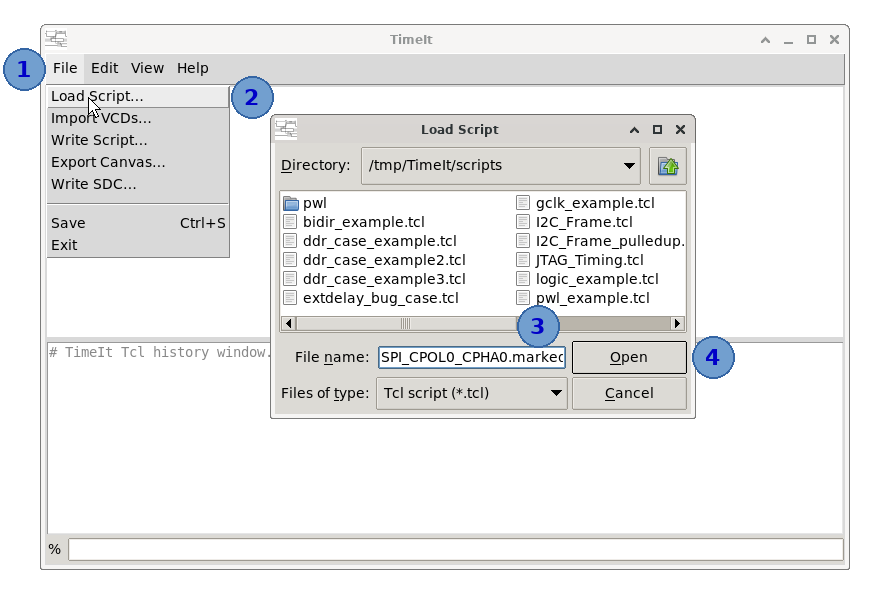 TimeIt
1
File Edit View Help
Load Script...
2
Import VCDs...
Write Script...
Export Canvas...
Write SDC...
Save Ctrl+S
Exit
Load Script
Directory: /tmp/TimeIt/scripts
pwl
bidir_example.tcl
ddr_case_example.tcl
ddr_case_example2.tcl
ddr_case_example3.tcl
extdelay_bug_case.tcl
gclk_example.tcl
I2C_Frame.tcl
I2C_Frame_pulledup.
JTAG_Timing.tcl
logic_example.tcl
pwl_example.tcl
3
File name: SPI_CPOL0_CPHA0.marked
Open
4
Files of type: Tcl script (*.tcl)
Cancel
# TimeIt Tcl history window.
%